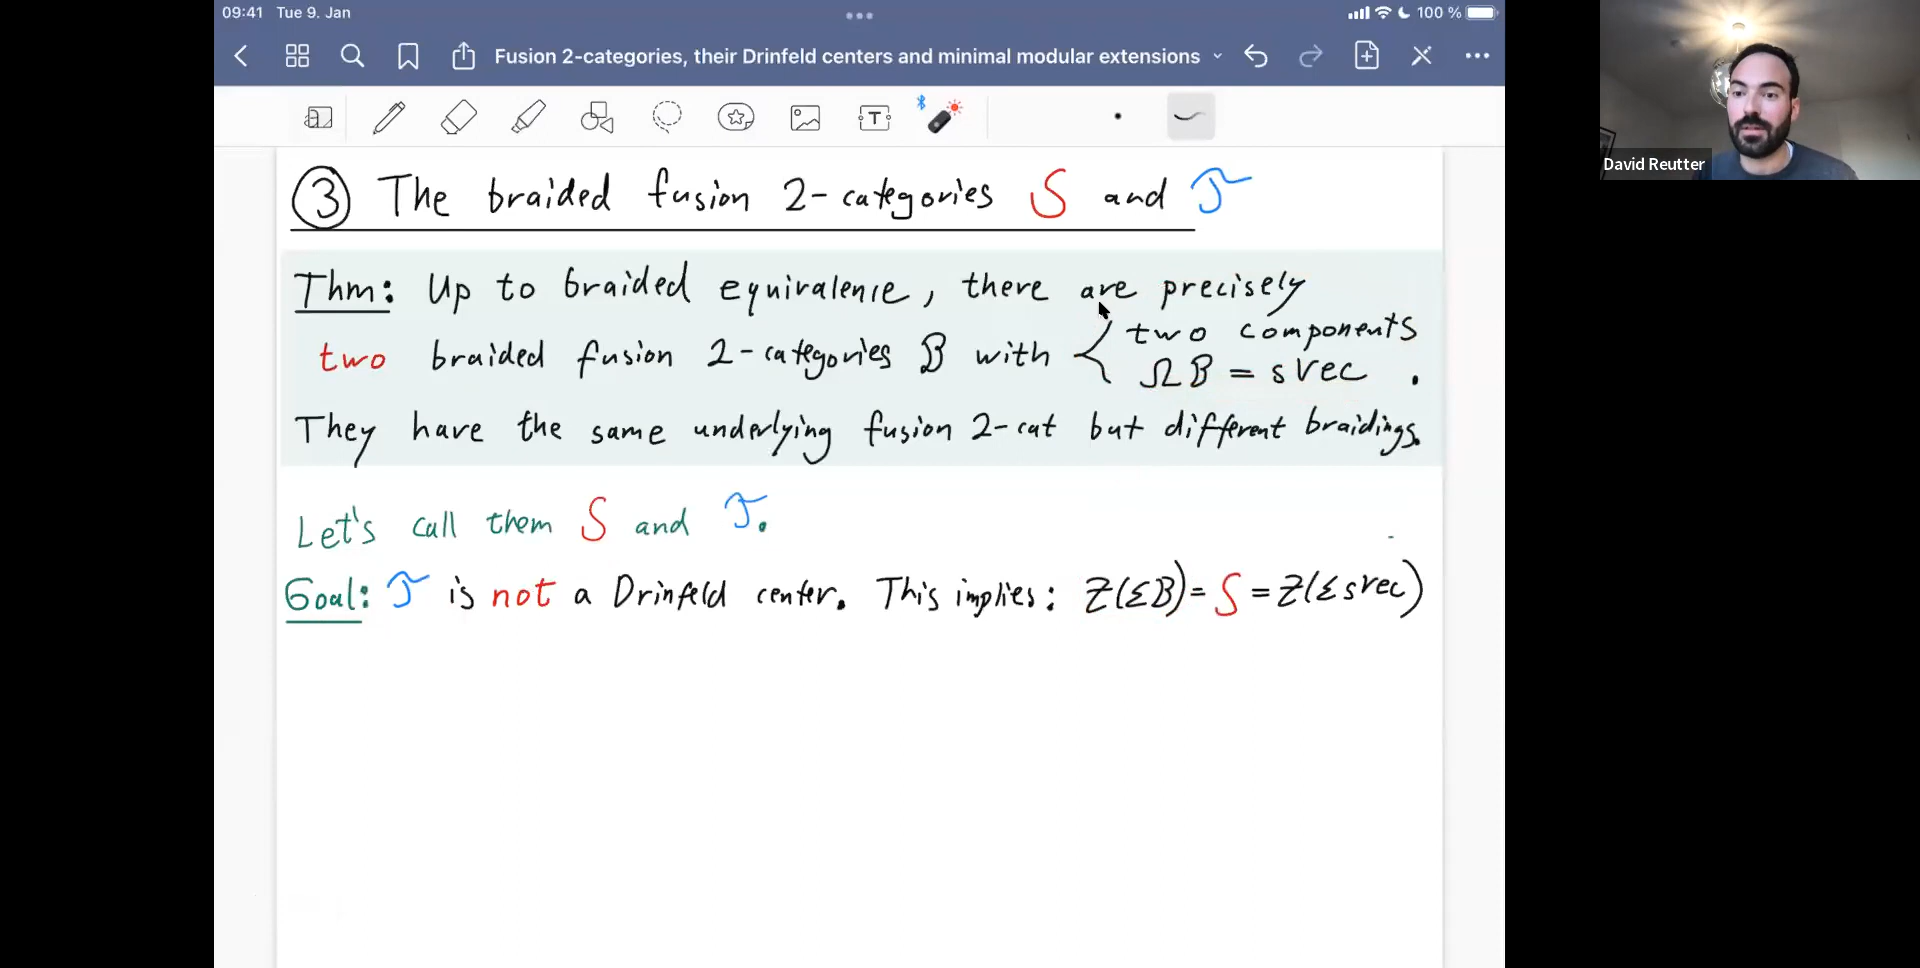 09:41 Tue 9. Jan
100 %
Fusion 2-categories, their Drinfeld centers and minimal modular extensions
T
David Reutter
③ The braided fusion 2-categories S and T
Thm: Up to braided equivalence, there are precisely
two braided fusion 2-categories B with { two components
ΩB = sVec .
They have the same underlying fusion 2-cat but different braidings.
Let's call them S and T.
Goal: T is not a Drinfeld center. This implies: Z(ΣB) = S = Z(ΣsVec)